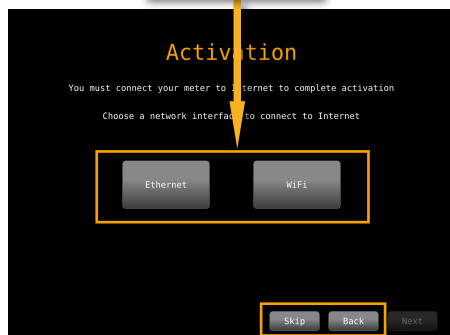 Activation
You must connect your meter to Internet to complete activation
Choose a network interface to connect to Internet
Ethernet WiFi
Skip Back Next